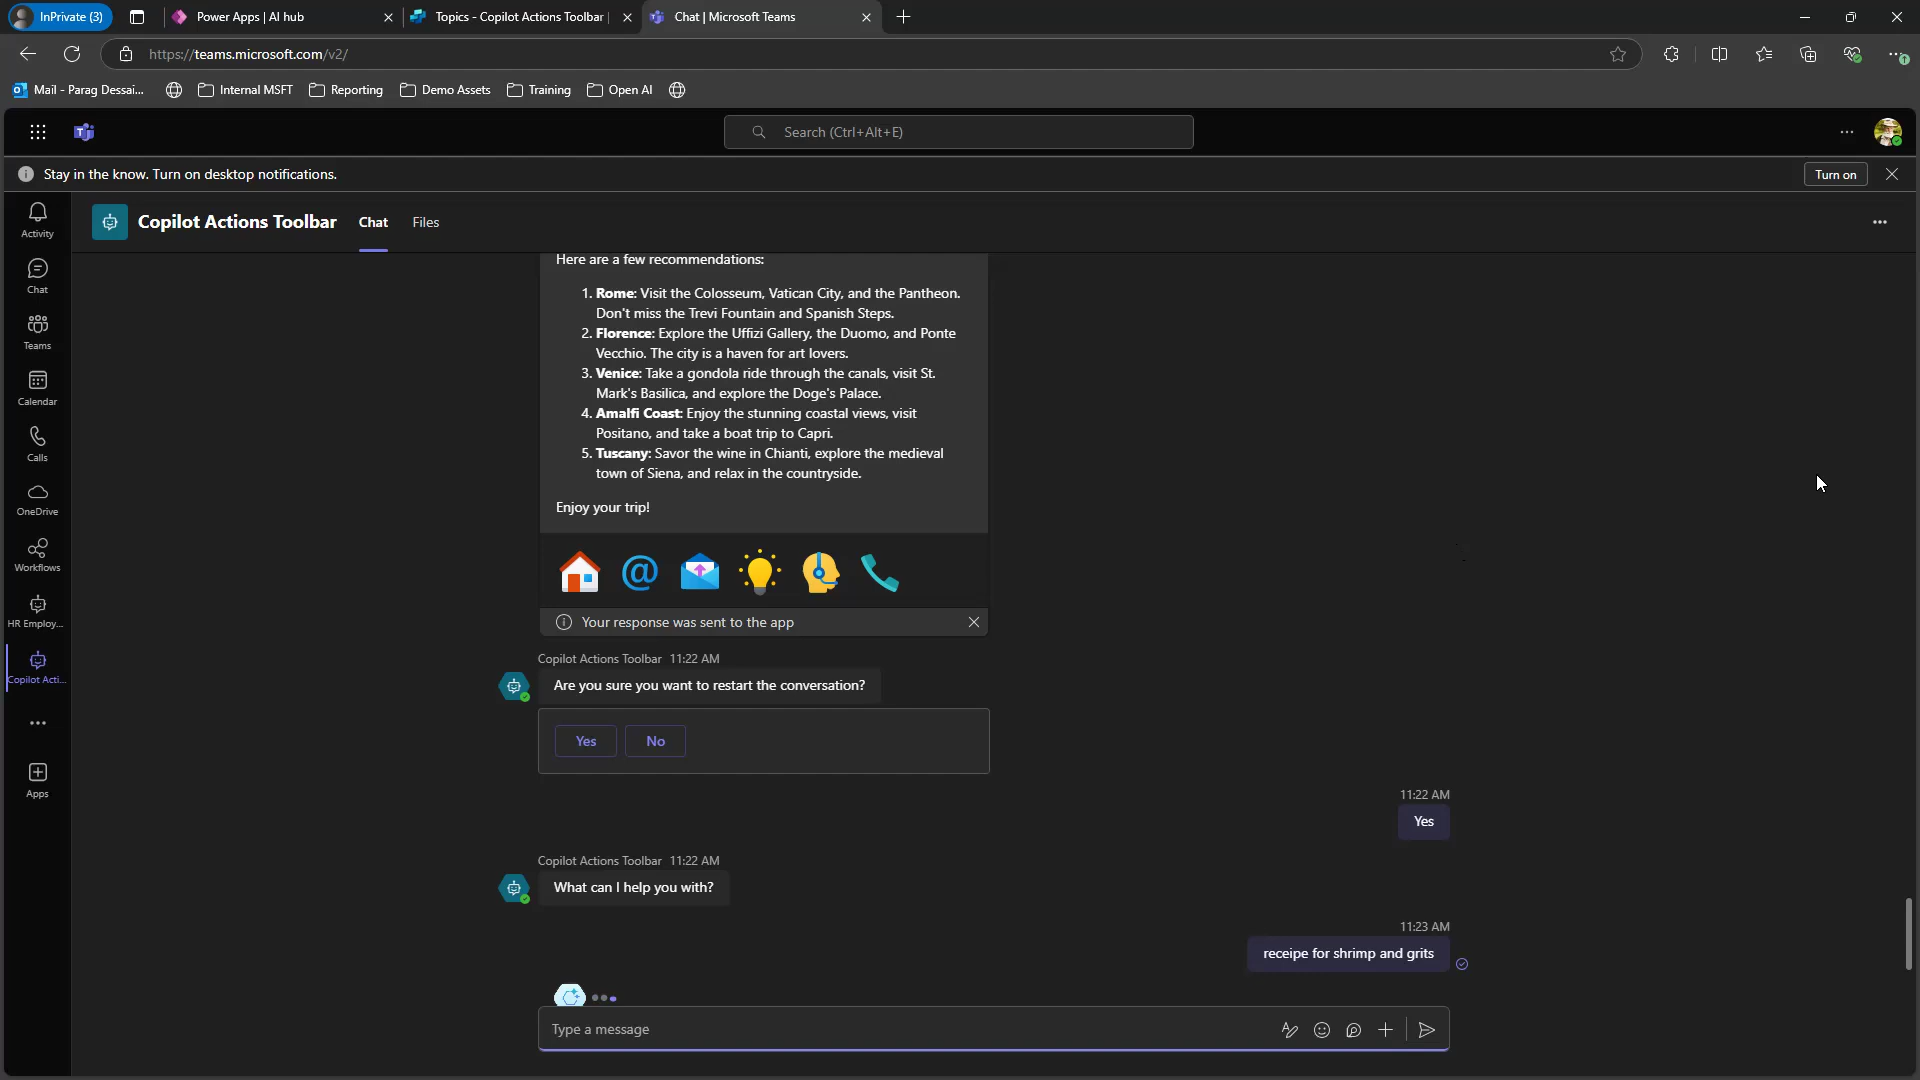 InPrivate (3)
Power Apps | AI hub
Topics - Copilot Actions Toolbar
Chat | Microsoft Teams
https://teams.microsoft.com/v2/
Mail - Parag Dessai...
Internal MSFT
Reporting
Demo Assets
Training
Open AI
Search (Ctrl+Alt+E)
Stay in the know. Turn on desktop notifications.
Turn on
Activity
Chat
Teams
Calendar
Calls
OneDrive
Workflows
HR Employ...
Copilot Acti...
Apps
Copilot Actions Toolbar
Chat
Files
Here are a few recommendations:
1. Rome: Visit the Colosseum, Vatican City, and the Pantheon.
Don't miss the Trevi Fountain and Spanish Steps.
2. Florence: Explore the Uffizi Gallery, the Duomo, and Ponte
Vecchio. The city is a haven for art lovers.
3. Venice: Take a gondola ride through the canals, visit St.
Mark's Basilica, and explore the Doge's Palace.
4. Amalfi Coast: Enjoy the stunning coastal views, visit
Positano, and take a boat trip to Capri.
5. Tuscany: Savor the wine in Chianti, explore the medieval
town of Siena, and relax in the countryside.
Enjoy your trip!
@
Your response was sent to the app
Copilot Actions Toolbar 11:22 AM
Are you sure you want to restart the conversation?
Yes
No
11:22 AM
Yes
Copilot Actions Toolbar 11:22 AM
What can I help you with?
11:23 AM
receipe for shrimp and grits
Type a message